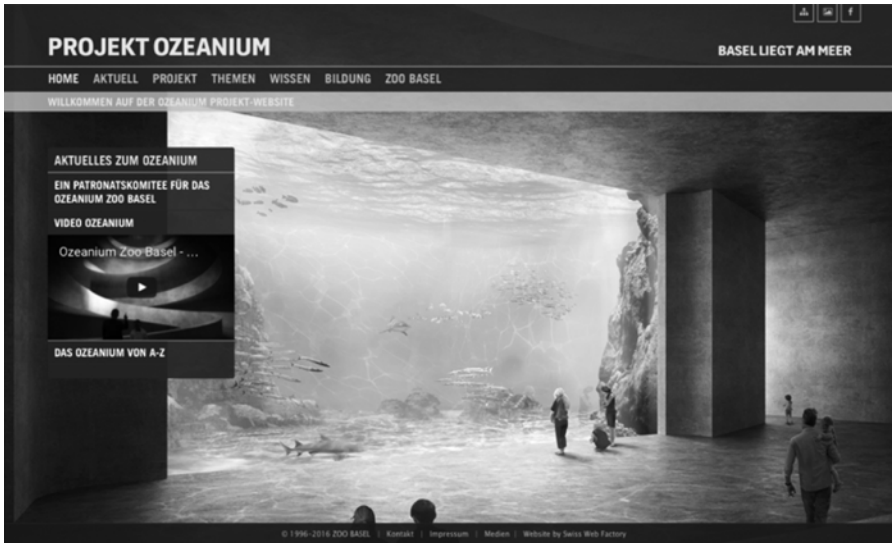 PROJEKT OZEANIUM
BASEL LIEGT AM MEER
HOME AKTUELL PROJEKT THEMEN WISSEN BILDUNG ZOO BASEL
WILLKOMMEN AUF DER OZEANIUM PROJEKT-WEBSITE
AKTUELLES ZUM OZEANIUM
EIN PATRONATSKOMITEE FÜR DAS
OZEANIUM ZOO BASEL
VIDEO OZEANIUM
Ozeanium Zoo Basel - ...
DAS OZEANIUM VON A-Z
© 1996-2016 ZOO BASEL | Kontakt | Impressum | Medien | Website by Swiss Web Factory